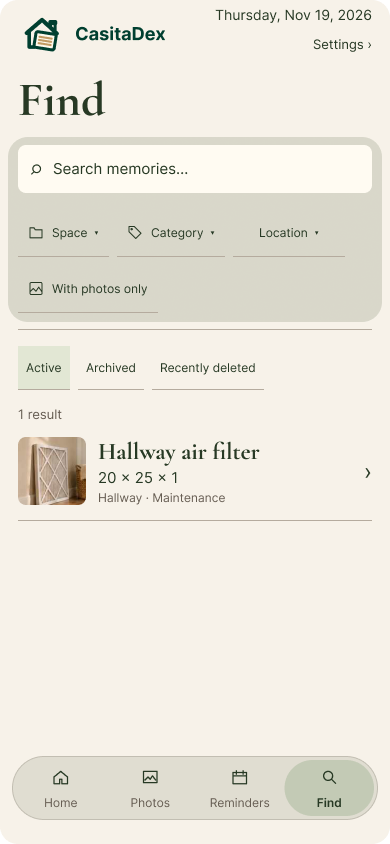 Thursday, Nov 19, 2026
CasitaDex
Settings ›
Find
Search memories...
Space ▾
Category ▾
Location ▾
With photos only
Active
Archived
Recently deleted
1 result
Hallway air filter
20 × 25 × 1
Hallway · Maintenance
Home
Photos
Reminders
Find